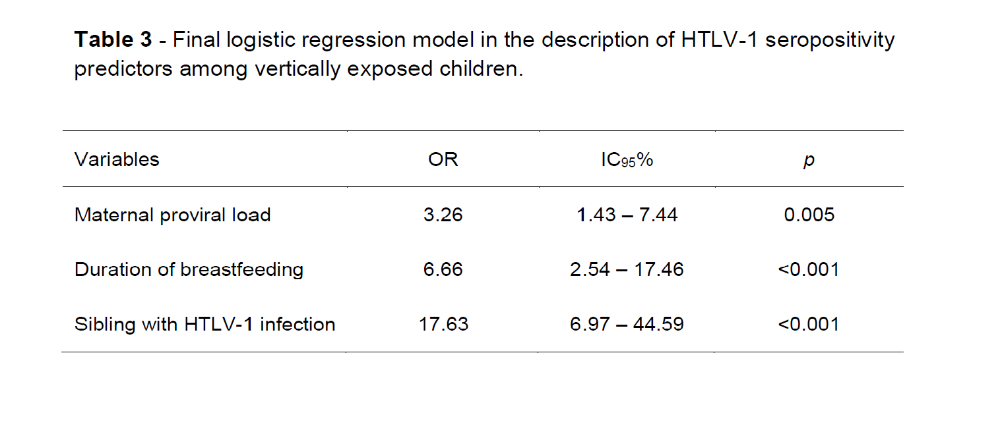 Table 3 - Final logistic regression model in the description of HTLV-1 seropositivity
predictors among vertically exposed children.
Variables OR IC95% p
Maternal proviral load 3.26 1.43 – 7.44 0.005
Duration of breastfeeding 6.66 2.54 – 17.46 <0.001
Sibling with HTLV-1 infection 17.63 6.97 – 44.59 <0.001